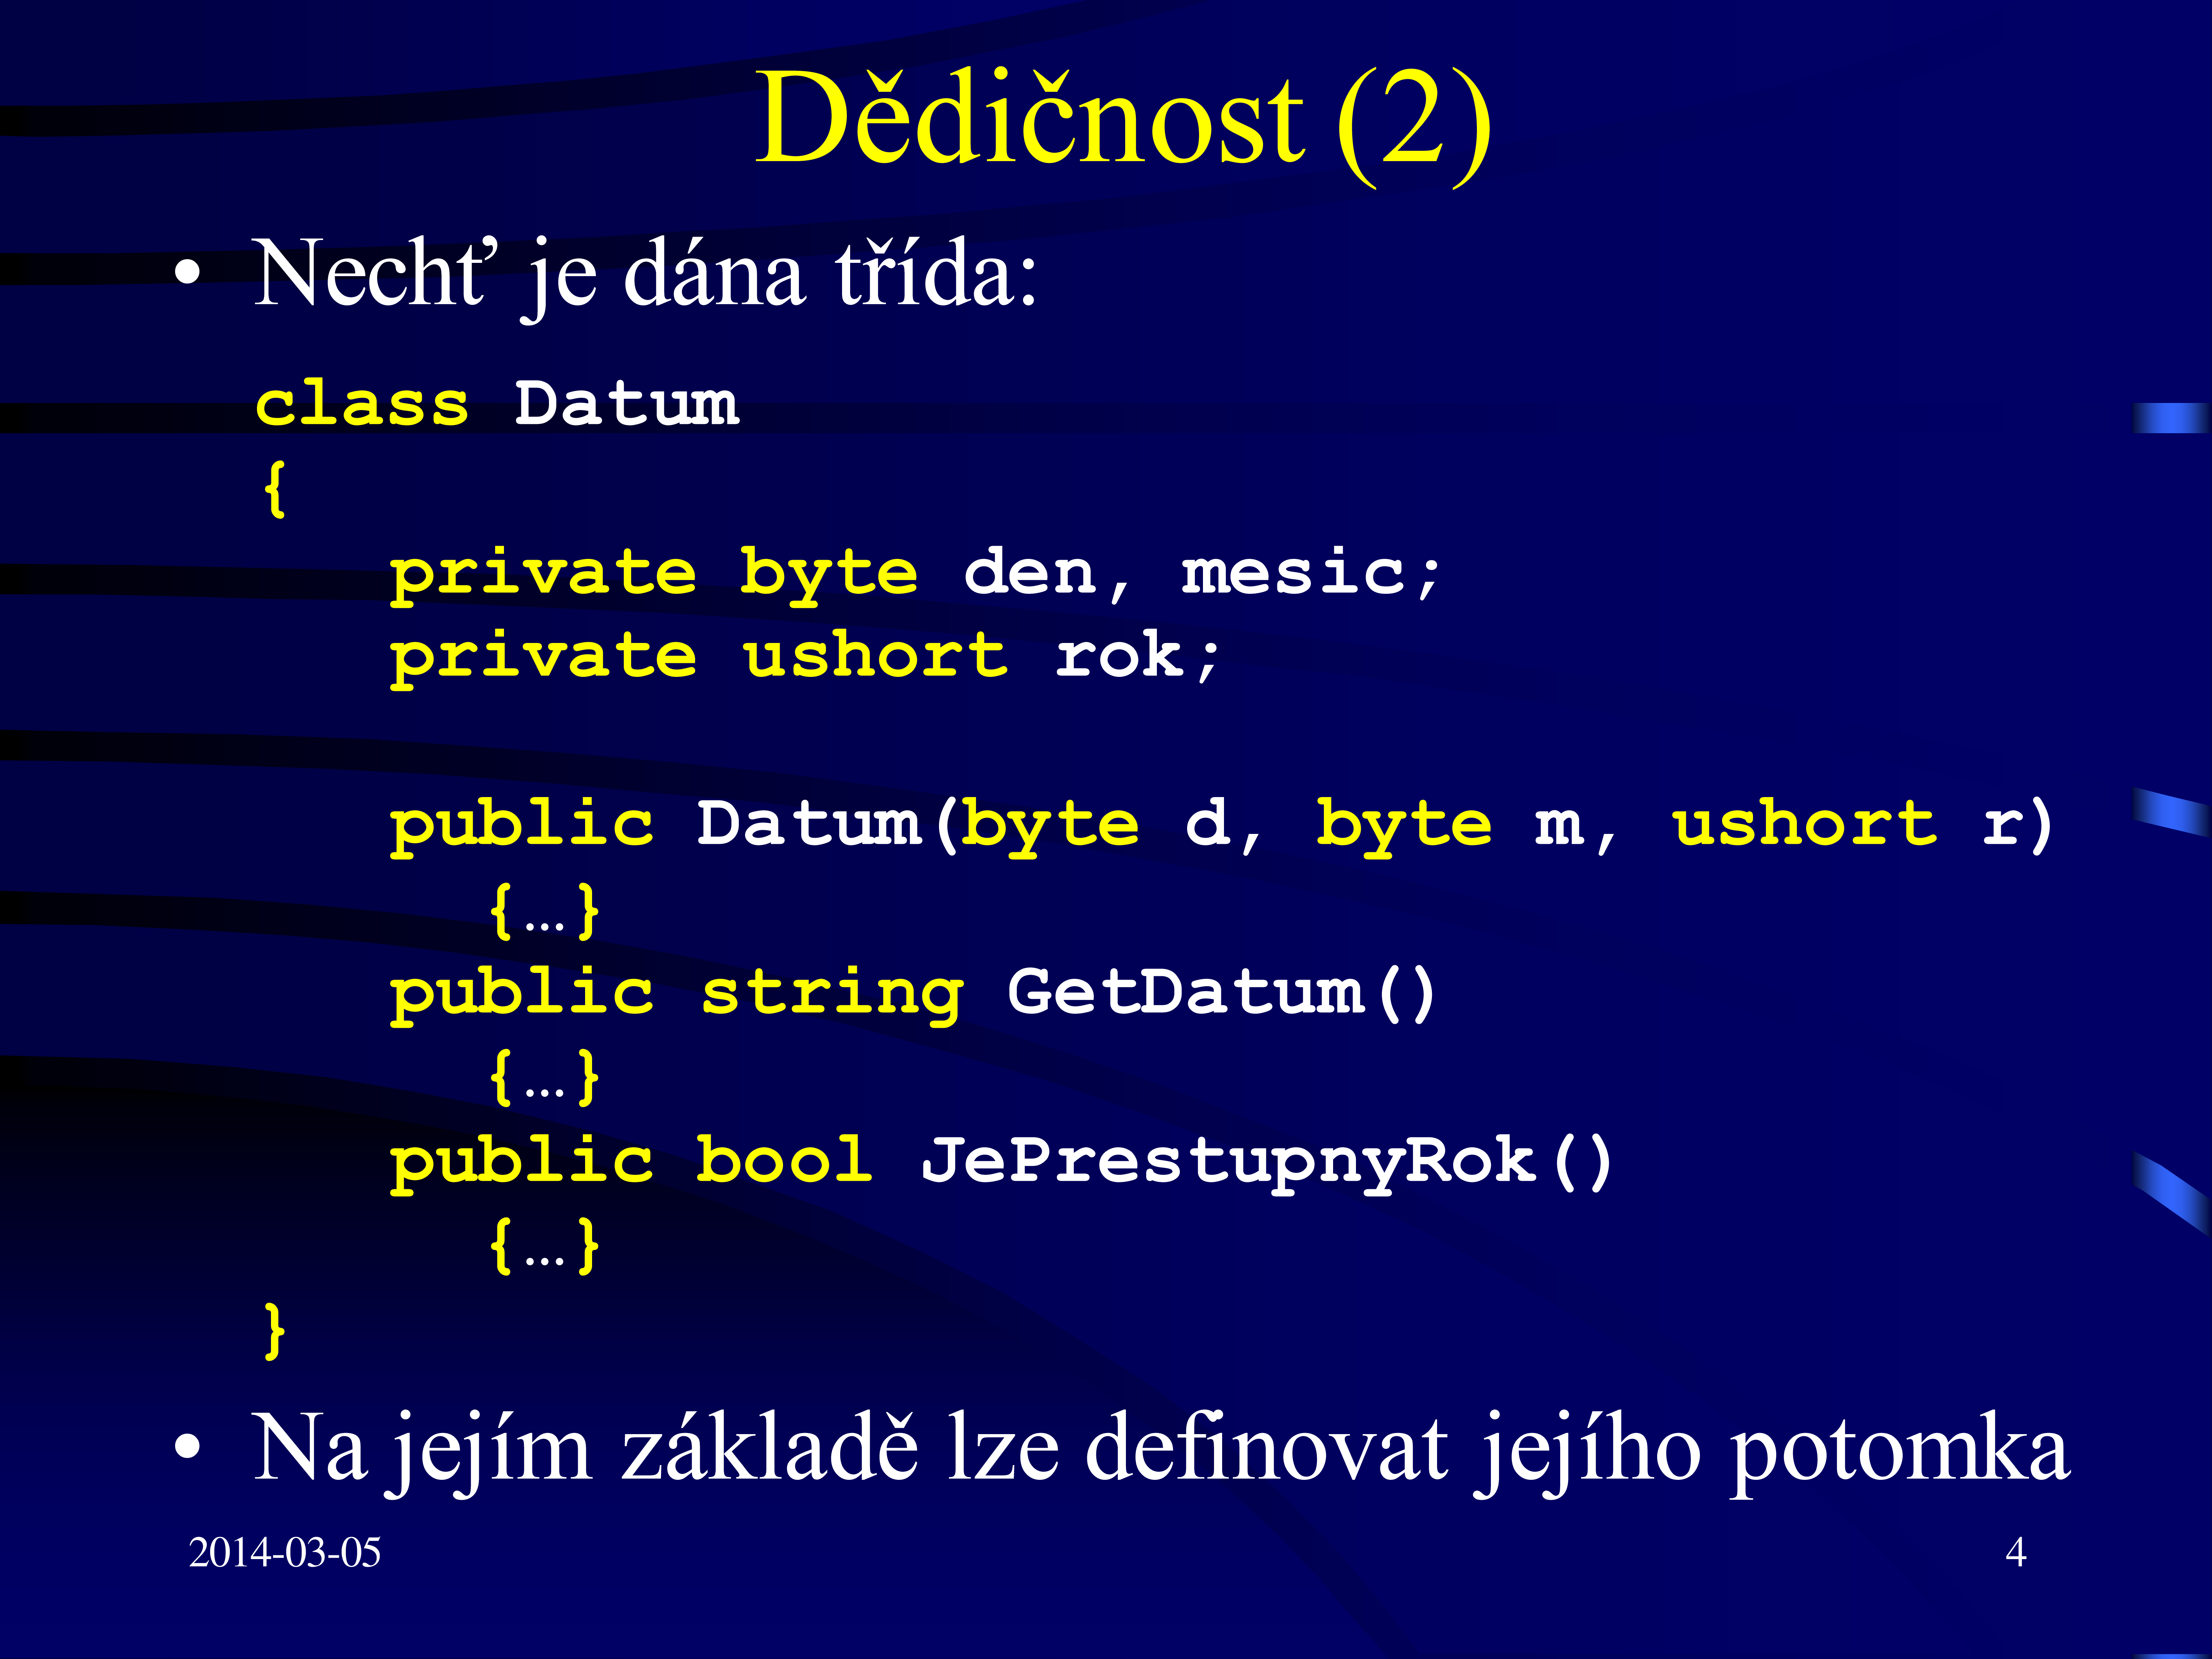 Dědičnost (2)
• Nechť je dána třída:
class Datum
{
private byte den, mesic;
private ushort rok;
public Datum(byte d, byte m, ushort r)
{…}
public string GetDatum()
{…}
public bool JePrestupnyRok()
{…}
}
• Na jejím základě lze definovat jejího potomka
2014-03-05
4